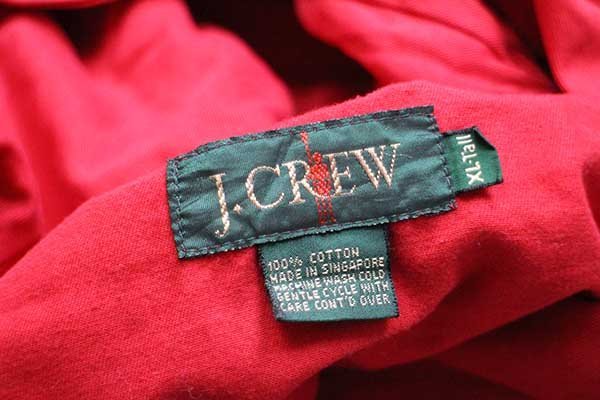 J.CREW
XL-Tall
100% COTTON
MADE IN SINGAPORE
MACHINE WASH COLD
GENTLE CYCLE WITH
CARE CONT'D OVER